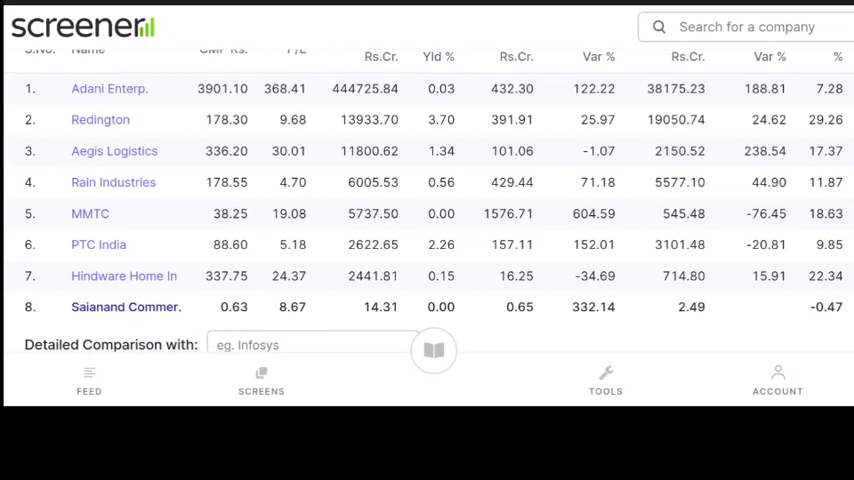 screener
Search for a company
S.No. Name CMP Rs. P/E Rs.Cr. Yld % Rs.Cr. Var % Rs.Cr. Var % %
1. Adani Enterp. 3901.10 368.41 444725.84 0.03 432.30 122.22 38175.23 188.81 7.28
2. Redington 178.30 9.68 13933.70 3.70 391.91 25.97 19050.74 24.62 29.26
3. Aegis Logistics 336.20 30.01 11800.62 1.34 101.06 -1.07 2150.52 238.54 17.37
4. Rain Industries 178.55 4.70 6005.53 0.56 429.44 71.18 5577.10 44.90 11.87
5. MMTC 38.25 19.08 5737.50 0.00 1576.71 604.59 545.48 -76.45 18.63
6. PTC India 88.60 5.18 2622.65 2.26 157.11 152.01 3101.48 -20.81 9.85
7. Hindware Home In 337.75 24.37 2441.81 0.15 16.25 -34.69 714.80 15.91 22.34
8. Saianand Commer. 0.63 8.67 14.31 0.00 0.65 332.14 2.49 -0.47
Detailed Comparison with: eg. Infosys
FEED SCREENS TOOLS ACCOUNT